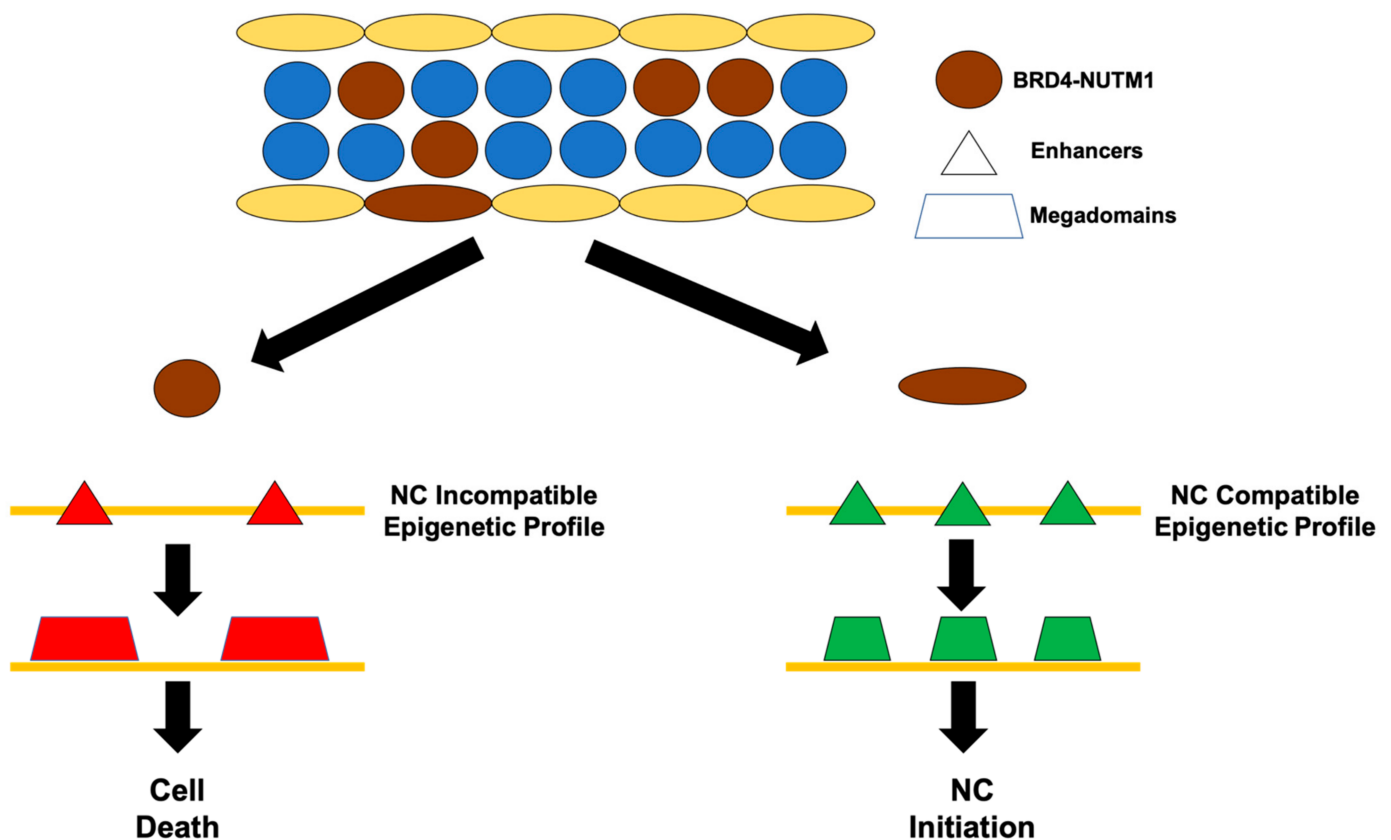 BRD4-NUTM1
Enhancers
Megadomains
NC Incompatible
Epigenetic Profile
NC Compatible
Epigenetic Profile
Cell
Death
NC
Initiation